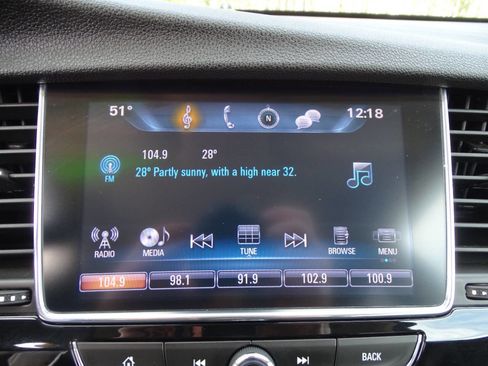 51°
N
12:18
104.9 28°
28° Partly sunny, with a high near 32.
FM
RADIO MEDIA TUNE BROWSE MENU
104.9 98.1 91.9 102.9 100.9
BACK